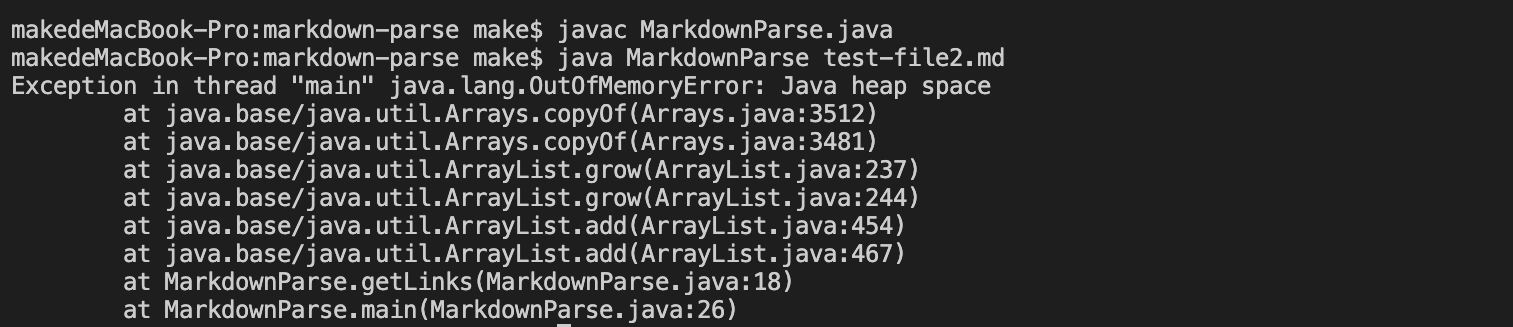 makedeMacBook-Pro:markdown-parse make$ javac MarkdownParse.java
makedeMacBook-Pro:markdown-parse make$ java MarkdownParse test-file2.md
Exception in thread "main" java.lang.OutOfMemoryError: Java heap space
        at java.base/java.util.Arrays.copyOf(Arrays.java:3512)
        at java.base/java.util.Arrays.copyOf(Arrays.java:3481)
        at java.base/java.util.ArrayList.grow(ArrayList.java:237)
        at java.base/java.util.ArrayList.grow(ArrayList.java:244)
        at java.base/java.util.ArrayList.add(ArrayList.java:454)
        at java.base/java.util.ArrayList.add(ArrayList.java:467)
        at MarkdownParse.getLinks(MarkdownParse.java:18)
        at MarkdownParse.main(MarkdownParse.java:26)